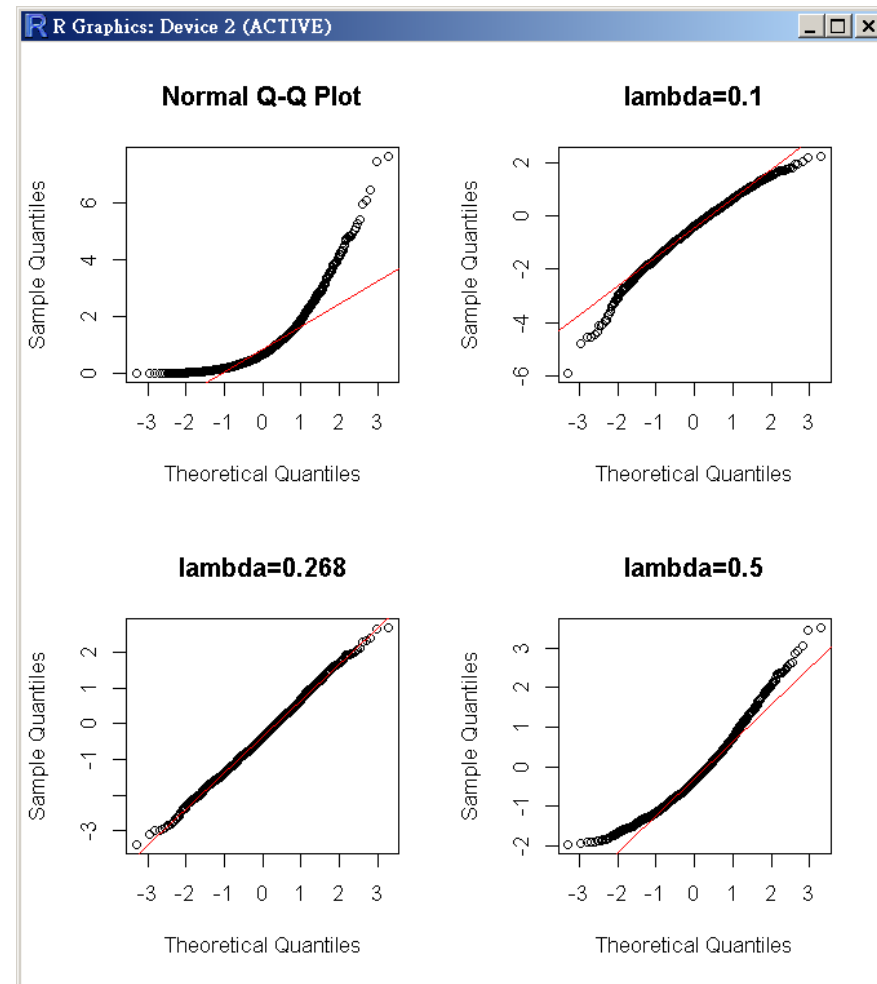 R Graphics: Device 2 (ACTIVE)
Normal Q-Q Plot
Sample Quantiles
6
4
2
0
-3 -2 -1 0 1 2 3
Theoretical Quantiles
lambda=0.1
Sample Quantiles
2
0
-2
-4
-6
-3 -2 -1 0 1 2 3
Theoretical Quantiles
lambda=0.268
Sample Quantiles
2
1
0
-1
-3
-3 -2 -1 0 1 2 3
Theoretical Quantiles
lambda=0.5
Sample Quantiles
3
2
1
0
-1
-2
-3 -2 -1 0 1 2 3
Theoretical Quantiles